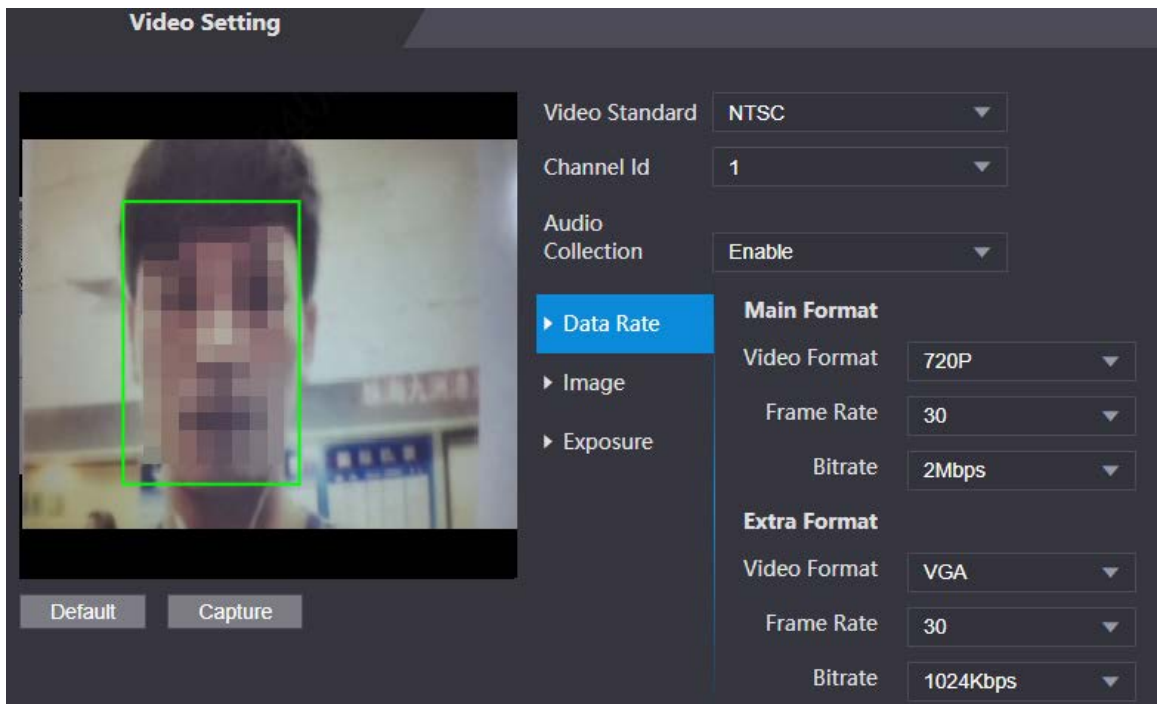 Video Setting
Video Standard NTSC
Channel Id 1
Audio
Collection Enable
Data Rate
Image
Exposure
Main Format
Video Format 720P
Frame Rate 30
Bitrate 2Mbps
Extra Format
Video Format VGA
Frame Rate 30
Bitrate 1024Kbps
Default Capture